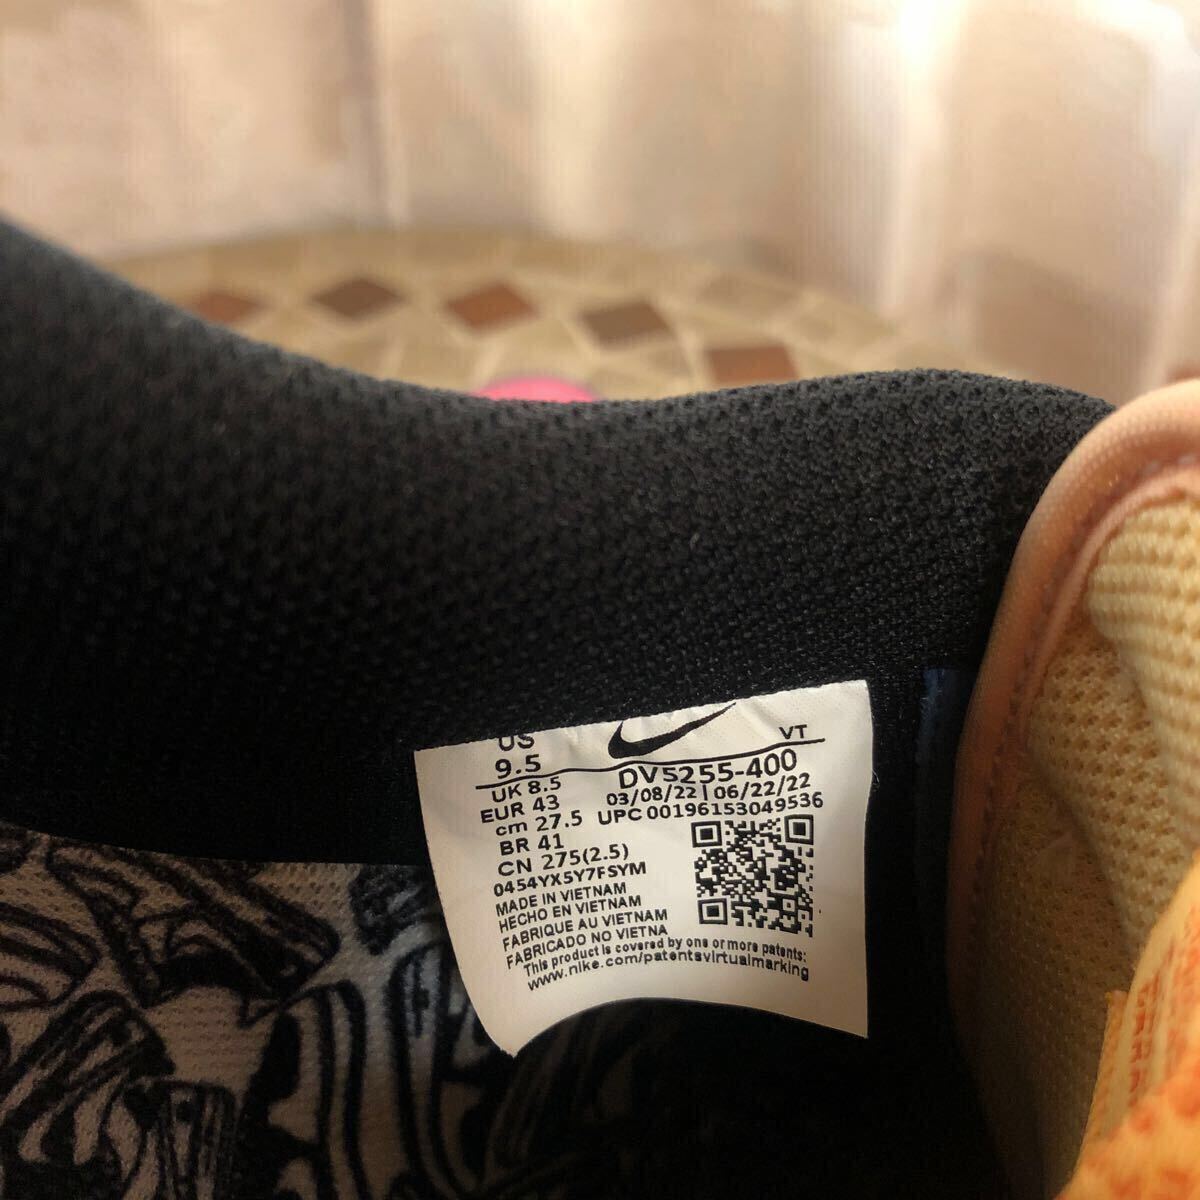 US
VT
9.5
DV5255-400
UK 8.5
03/08/22 | 06/22/22
EUR 43
UPC 00196153049536
cm 27.5
BR 41
CN 275(2.5)
0454YX5Y7FSYM
MADE IN VIETNAM
HECHO EN VIETNAM
FABRIQUE AU VIETNAM
FABRICADO NO VIETNA
This product is covered by one or more patents:
www.nike.com/patentsvirtualmarking